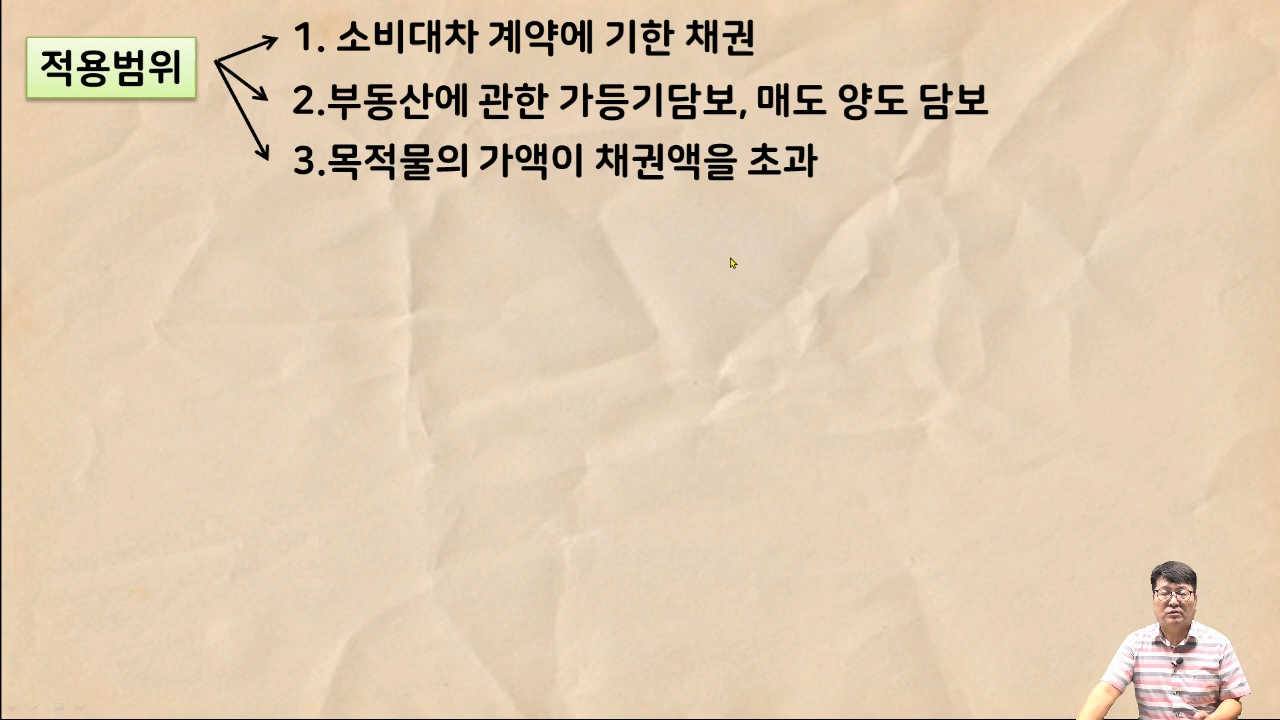 적용범위
1. 소비대차 계약에 기한 채권
2.부동산에 관한 가등기담보, 매도 양도 담보
3.목적물의 가액이 채권액을 초과